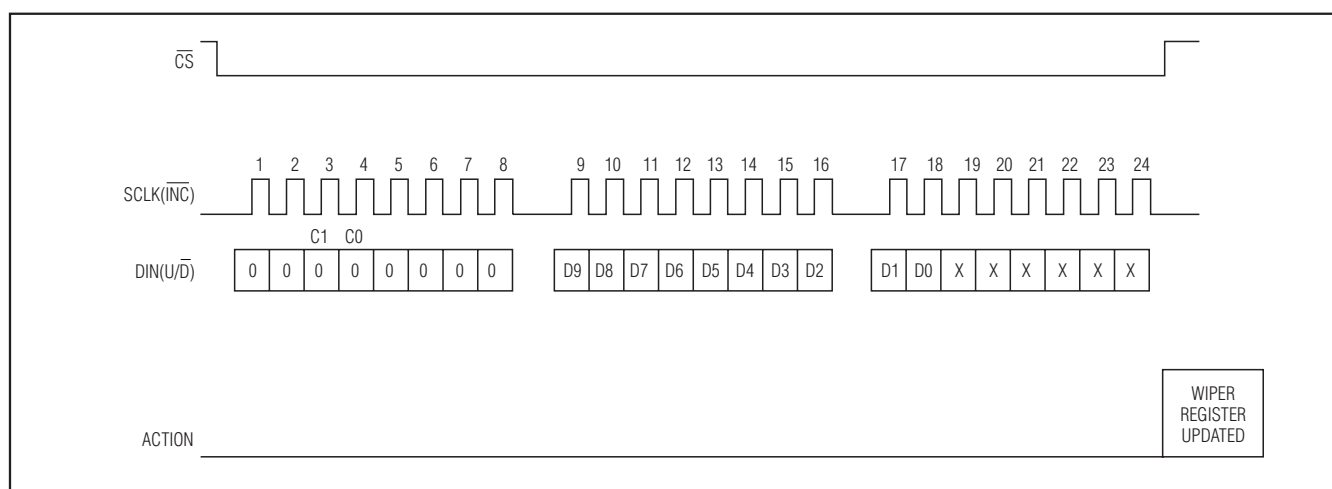 C̅S̅
1 2 3 4 5 6 7 8 9 10 11 12 13 14 15 16 17 18 19 20 21 22 23 24
SCLK(I̅N̅C̅)
C1 C0
DIN(U/D̅) 0 0 0 0 0 0 0 0 D9 D8 D7 D6 D5 D4 D3 D2 D1 D0 X X X X X X
WIPER
REGISTER
UPDATED
ACTION